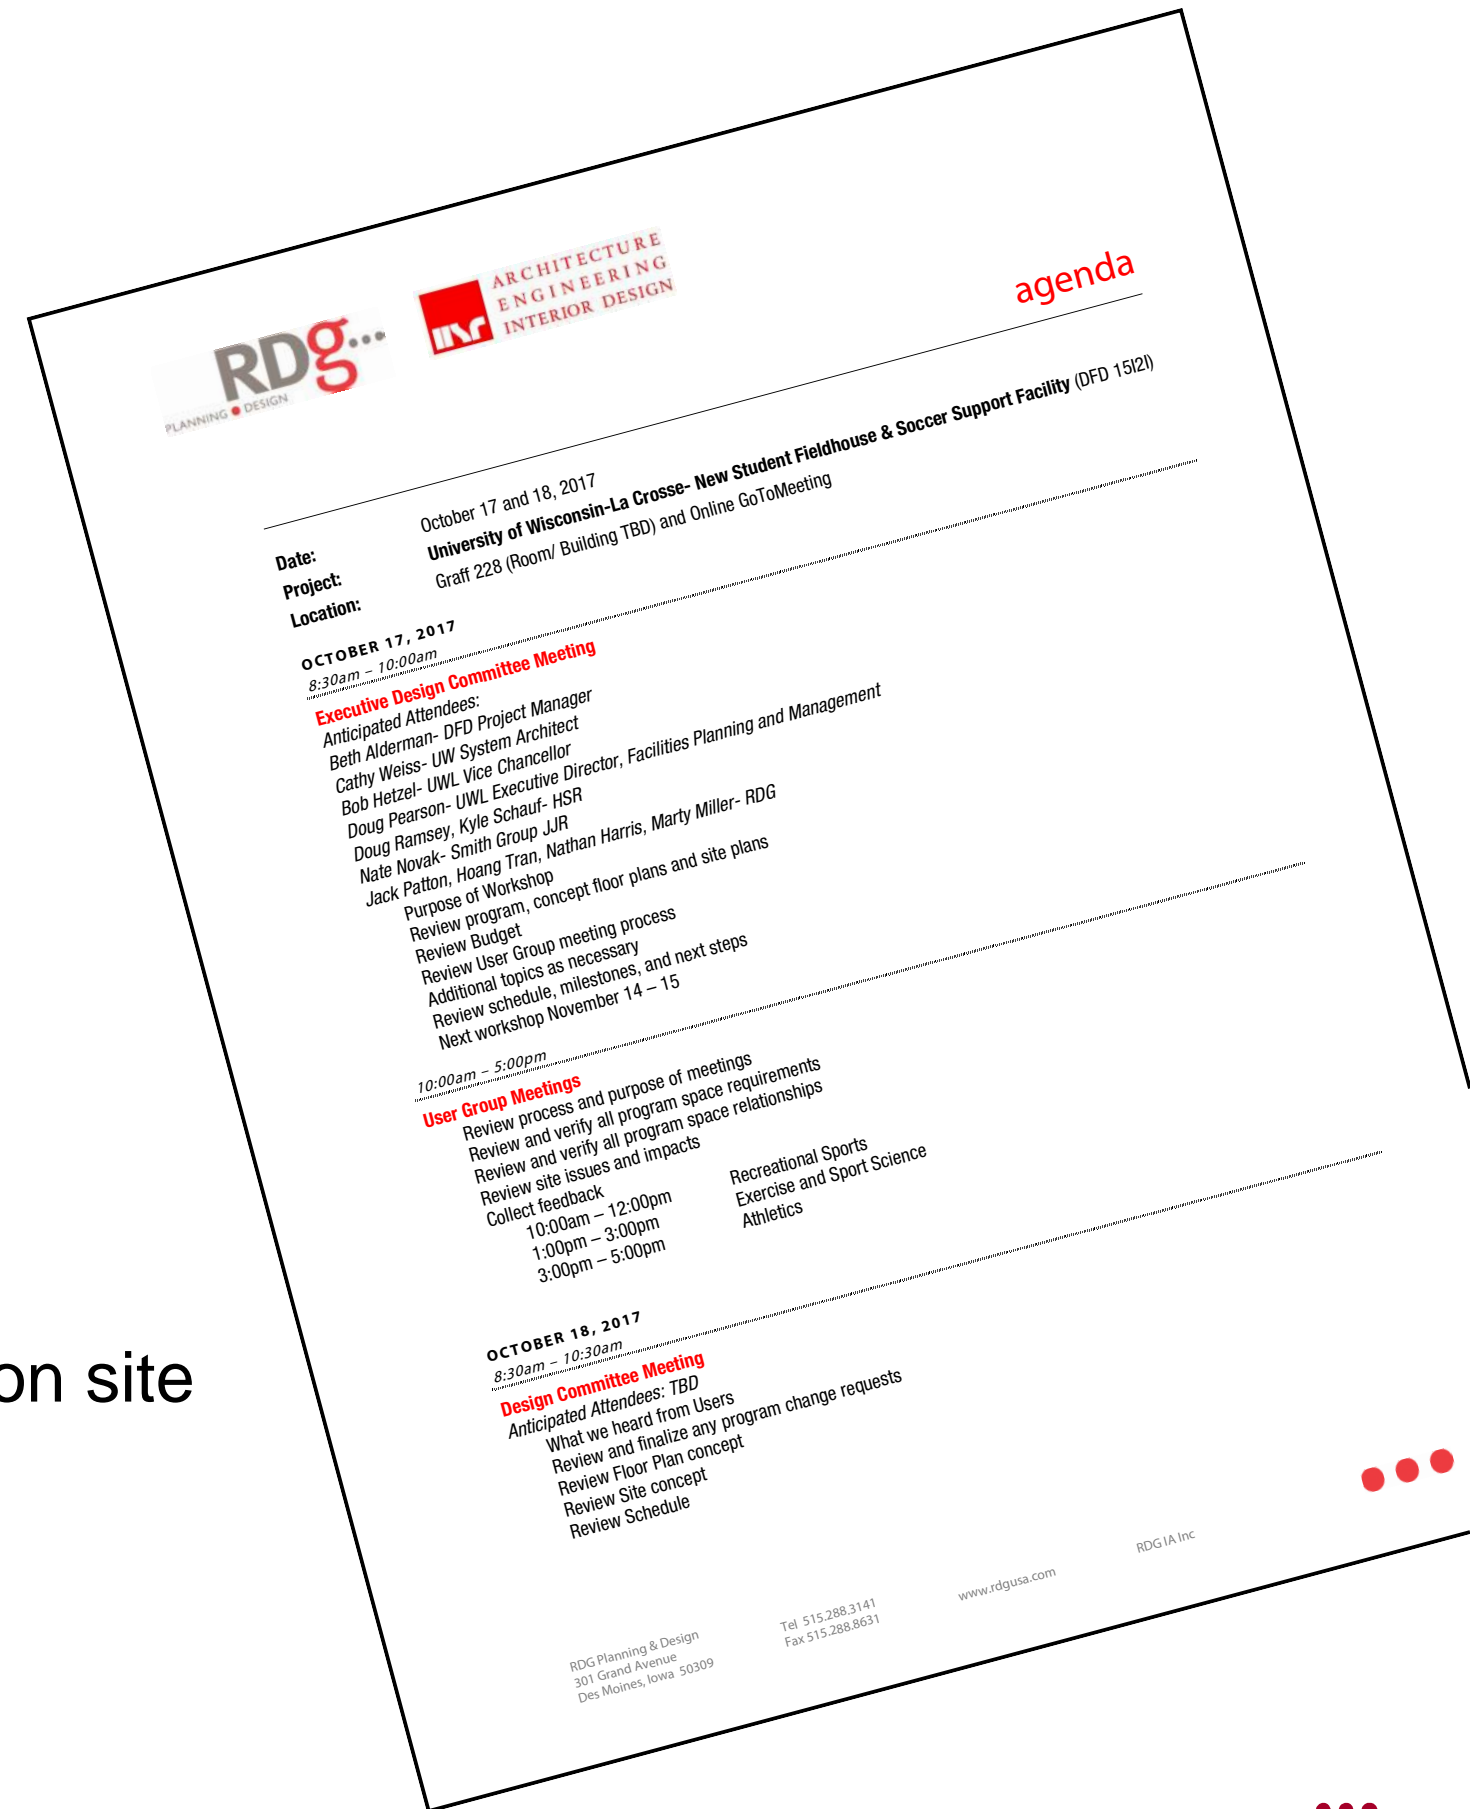 RDg...
PLANNING DESIGN
HSR
ARCHITECTURE
ENGINEERING
INTERIOR DESIGN
agenda
Date: October 17 and 18, 2017
Project: University of Wisconsin-La Crosse- New Student Fieldhouse & Soccer Support Facility (DFD 15I2I)
Location: Graff 228 (Room/ Building TBD) and Online GoToMeeting
OCTOBER 17, 2017
8:30am – 10:00am
Executive Design Committee Meeting
Anticipated Attendees:
Beth Alderman- DFD Project Manager
Cathy Weiss- UW System Architect
Bob Hetzel- UWL Vice Chancellor
Doug Pearson- UWL Executive Director, Facilities Planning and Management
Doug Ramsey, Kyle Schauf- HSR
Nate Novak- Smith Group JJR
Jack Patton, Hoang Tran, Nathan Harris, Marty Miller- RDG
Purpose of Workshop
Review program, concept floor plans and site plans
Review Budget
Review User Group meeting process
Additional topics as necessary
Review schedule, milestones, and next steps
Next workshop November 14 – 15
10:00am – 5:00pm
User Group Meetings
Review process and purpose of meetings
Review and verify all program space requirements
Review and verify all program space relationships
Review site issues and impacts
Collect feedback
10:00am – 12:00pm Recreational Sports
1:00pm – 3:00pm Exercise and Sport Science
3:00pm – 5:00pm Athletics
OCTOBER 18, 2017
8:30am – 10:30am
Design Committee Meeting
Anticipated Attendees: TBD
What we heard from Users
Review and finalize any program change requests
Review Floor Plan concept
Review Site concept
Review Schedule
on site
RDG Planning & Design
301 Grand Avenue
Des Moines, Iowa 50309
Tel 515.288.3141
Fax 515.288.8631
www.rdgusa.com
RDG IA Inc